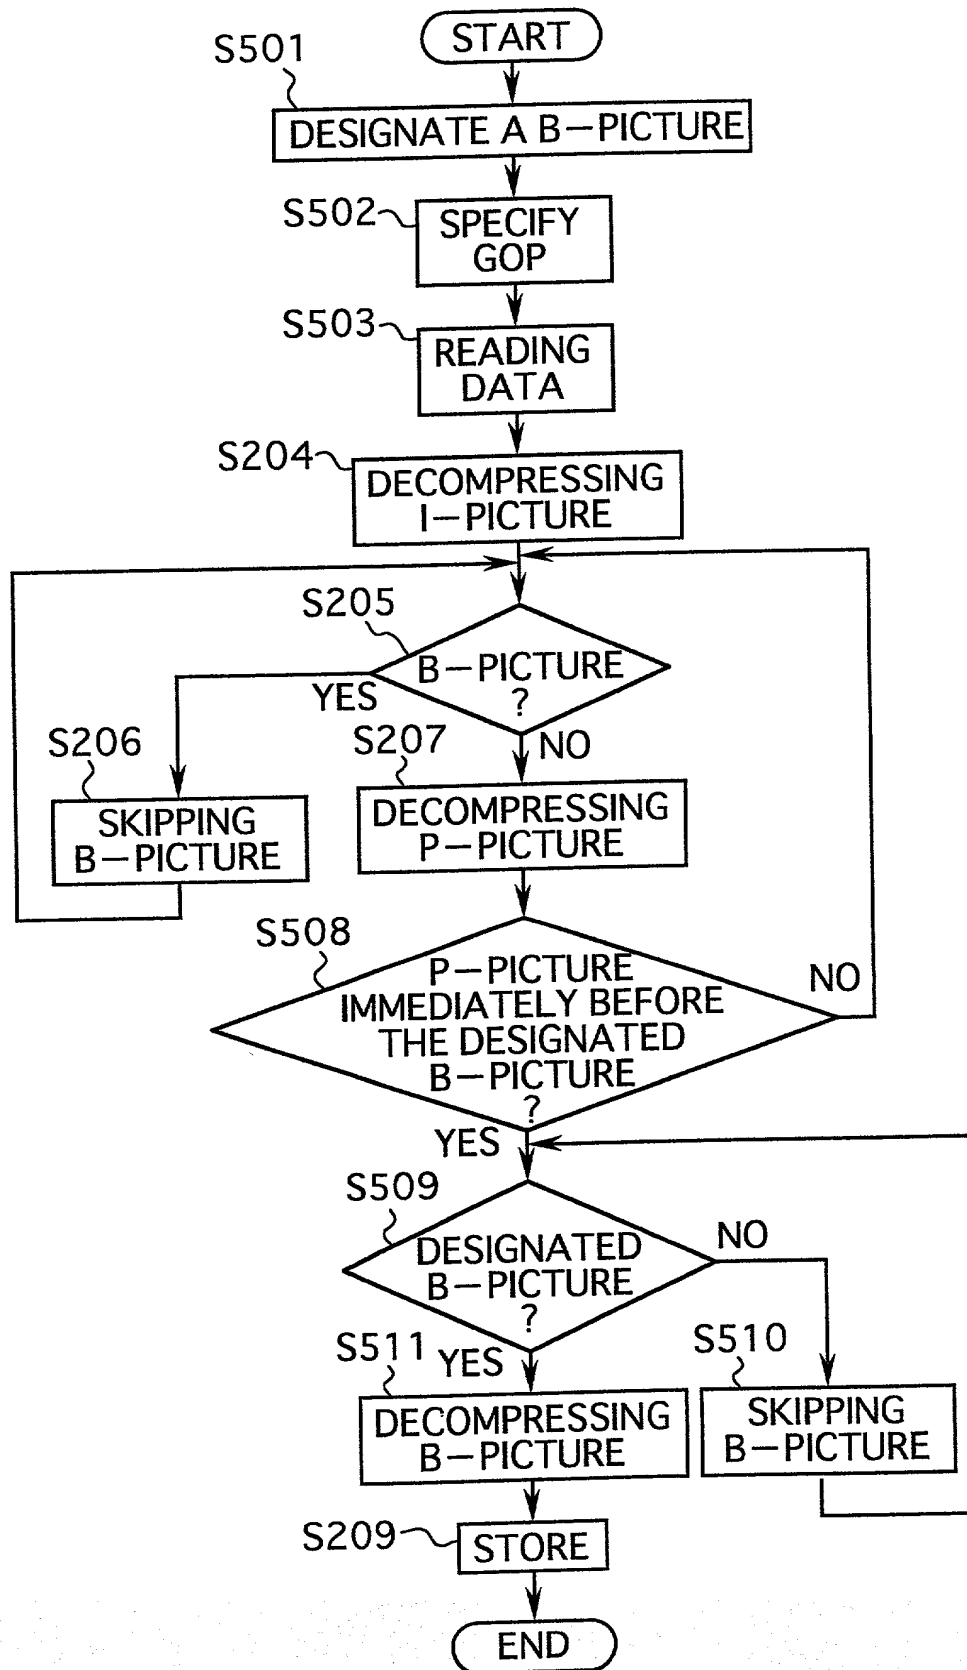 START
S501
DESIGNATE A B-PICTURE
S502
SPECIFY
GOP
S503
READING
DATA
S204
DECOMPRESSING
I-PICTURE
S205
B-PICTURE
?
YES
NO
S206
SKIPPING
B-PICTURE
S207
DECOMPRESSING
P-PICTURE
S508
P-PICTURE
IMMEDIATELY BEFORE
THE DESIGNATED
B-PICTURE
?
NO
YES
S509
DESIGNATED
B-PICTURE
?
NO
YES
S511
DECOMPRESSING
B-PICTURE
S510
SKIPPING
B-PICTURE
S209
STORE
END